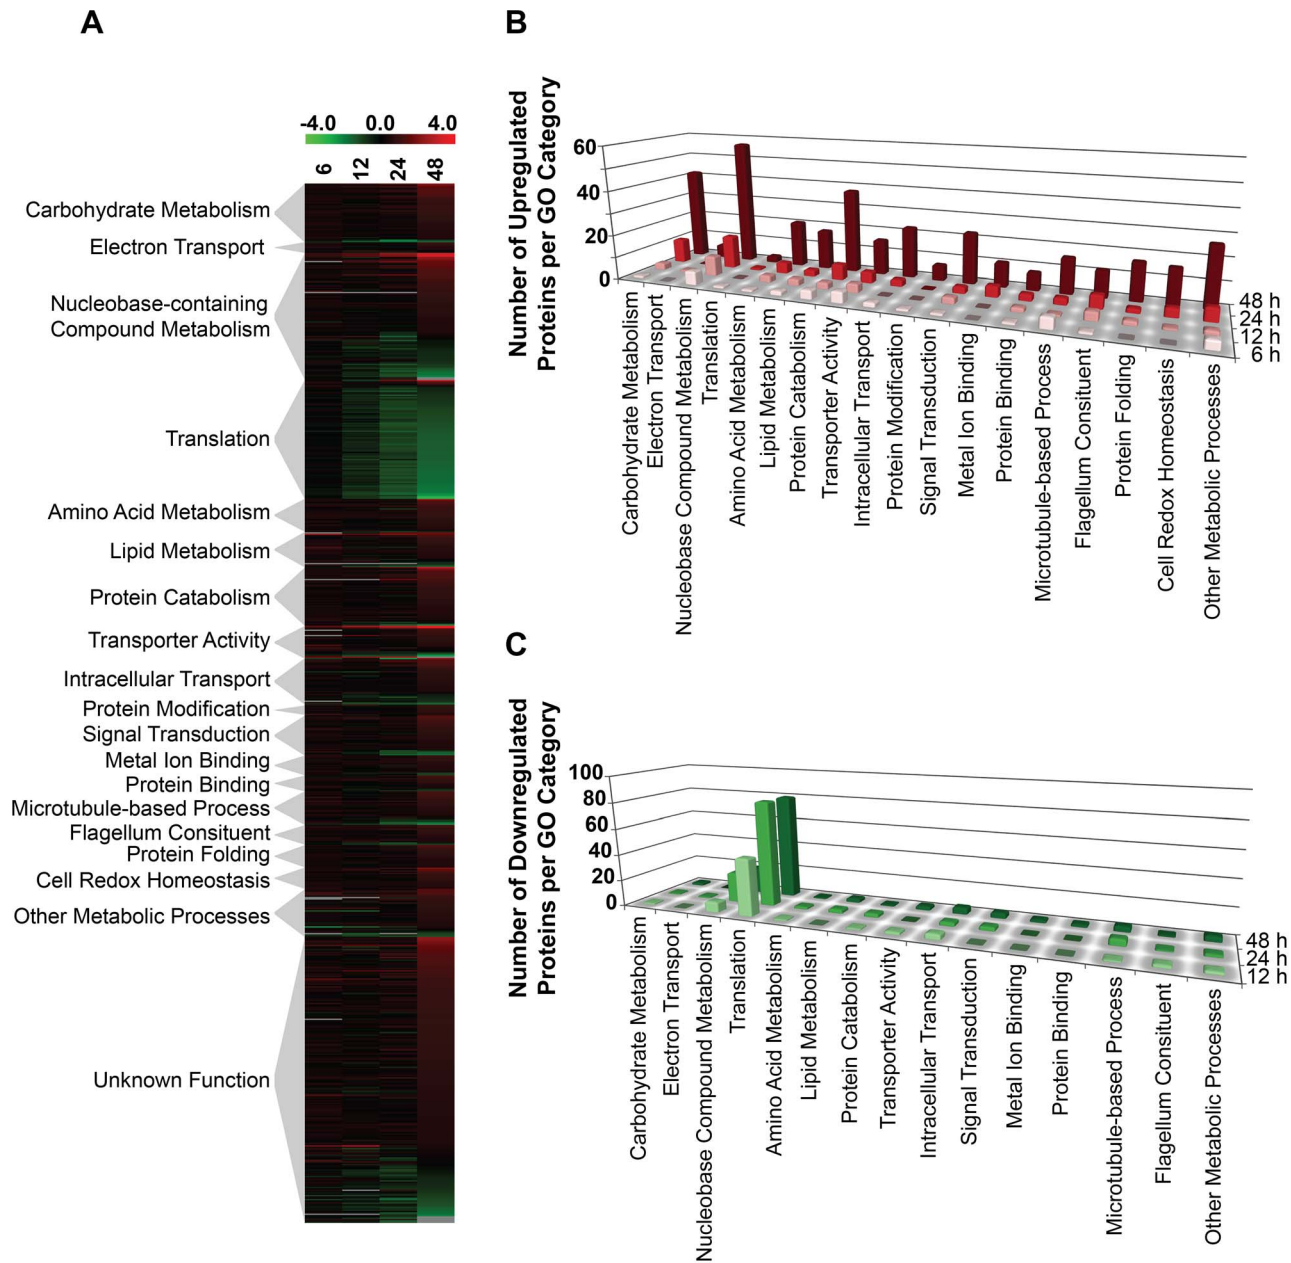 A
-4.0 0.0 4.0
6 12 24 48
Carbohydrate Metabolism
Electron Transport
Nucleobase-containing
Compound Metabolism
Translation
Amino Acid Metabolism
Lipid Metabolism
Protein Catabolism
Transporter Activity
Intracellular Transport
Protein Modification
Signal Transduction
Metal Ion Binding
Protein Binding
Microtubule-based Process
Flagellum Consituent
Protein Folding
Cell Redox Homeostasis
Other Metabolic Processes
Unknown Function
B
Number of Upregulated
Proteins per GO Category
60
40
20
0
48 h
24 h
12 h
6 h
Carbohydrate Metabolism
Electron Transport
Nucleobase Compound Metabolism
Translation
Amino Acid Metabolism
Lipid Metabolism
Protein Catabolism
Transporter Activity
Intracellular Transport
Protein Modification
Signal Transduction
Metal Ion Binding
Protein Binding
Microtubule-based Process
Flagellum Consituent
Protein Folding
Cell Redox Homeostasis
Other Metabolic Processes
C
Number of Downregulated
Proteins per GO Category
100
80
60
40
20
0
48 h
24 h
12 h
Carbohydrate Metabolism
Electron Transport
Nucleobase Compound Metabolism
Translation
Amino Acid Metabolism
Lipid Metabolism
Protein Catabolism
Transporter Activity
Intracellular Transport
Signal Transduction
Metal Ion Binding
Protein Binding
Microtubule-based Process
Flagellum Consituent
Other Metabolic Processes